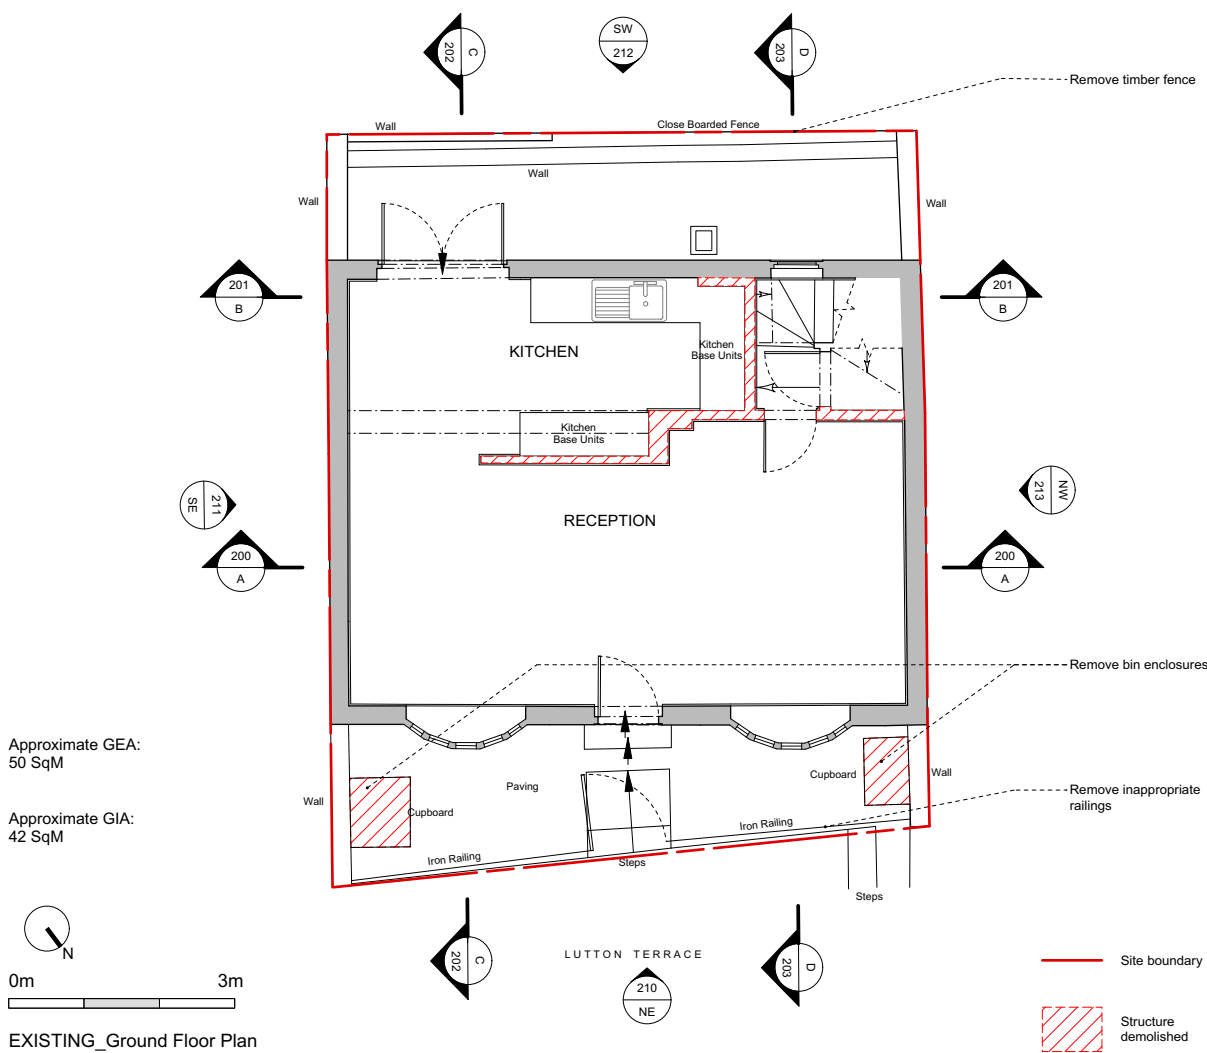 C
202
SW
212
D
203
Remove timber fence
Wall
Close Boarded Fence
Wall
Wall
Wall
201
B
201
B
KITCHEN
Kitchen
Base Units
Kitchen
Base Units
SE
211
NW
213
RECEPTION
200
A
200
A
Remove bin enclosures
Approximate GEA:
50 SqM
Cupboard
Wall
Paving
Remove inappropriate
railings
Wall
Cupboard
Approximate GIA:
42 SqM
Iron Railing
Iron Railing
Steps
Steps
N
C
202
LUTTON TERRACE
D
203
Site boundary
0m
3m
210
NE
Structure
demolished
EXISTING_Ground Floor Plan